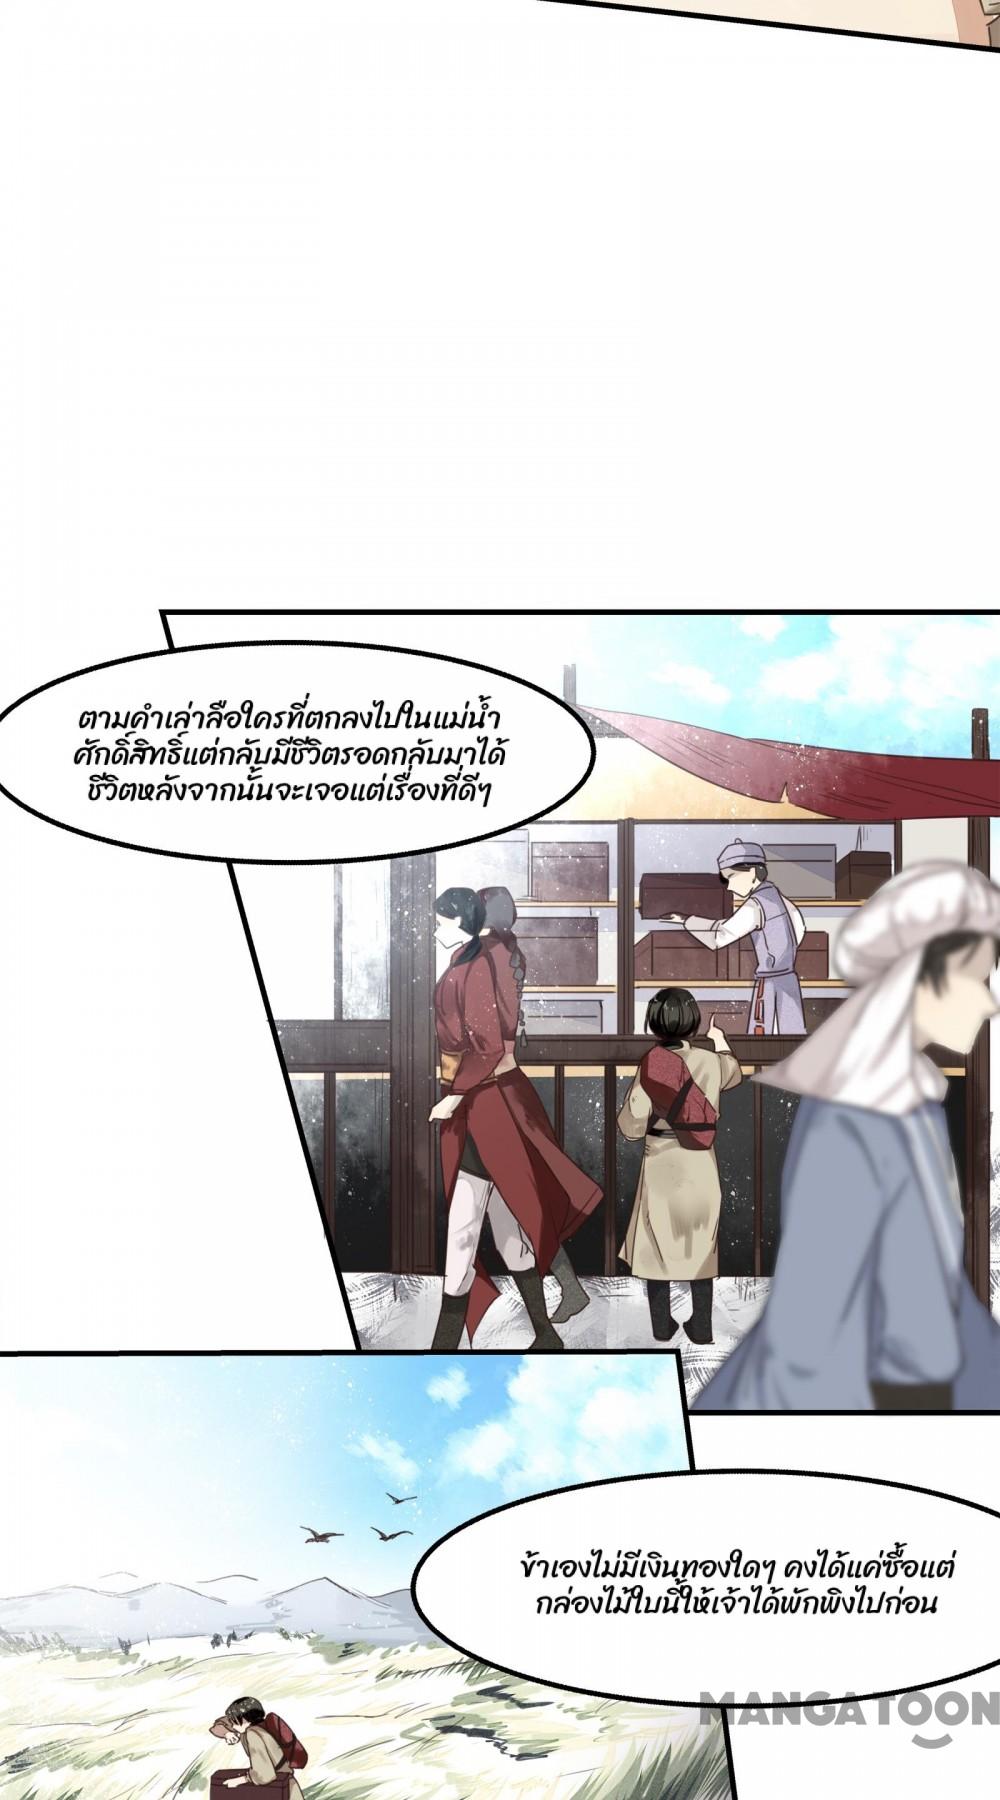 ตามคำเล่าลือใครที่ตกลงไปในแม่น้ำ
ศักดิ์สิทธิ์แต่กลับมีชีวิตรอดกลับมาได้
ชีวิตหลังจากนั้นจะเจอแต่เรื่องที่ดีๆ
ข้าเองไม่มีเงินทองใดๆ คงได้แค่ซื้อแต่
กล่องไม้ใบนี้ให้เจ้าได้พักพิงไปก่อน
MANGATOON